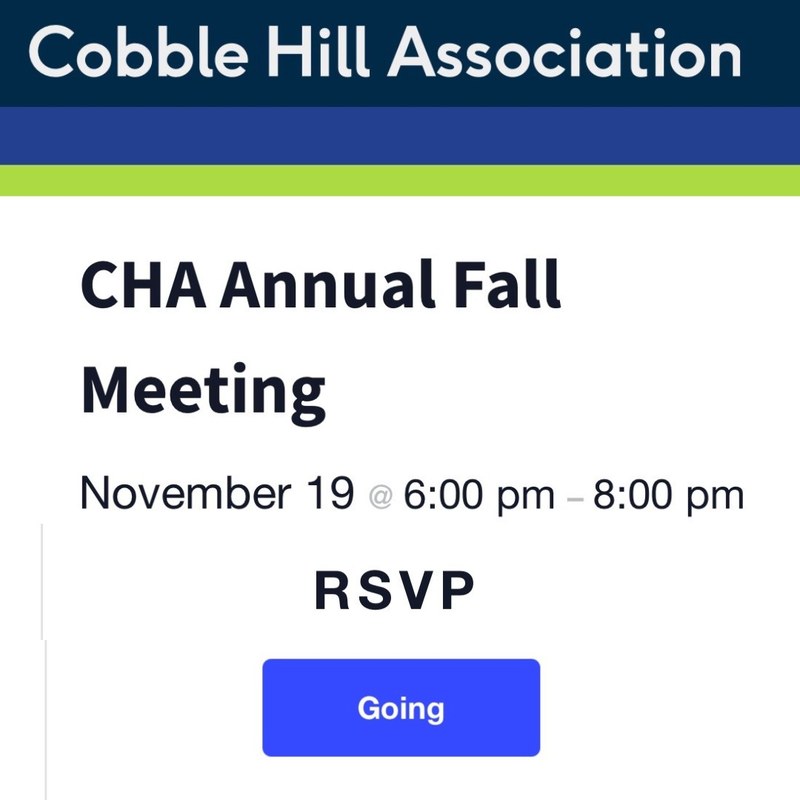 Cobble Hill Association
CHA Annual Fall
Meeting
November 19 @ 6:00 pm – 8:00 pm
RSVP
Going